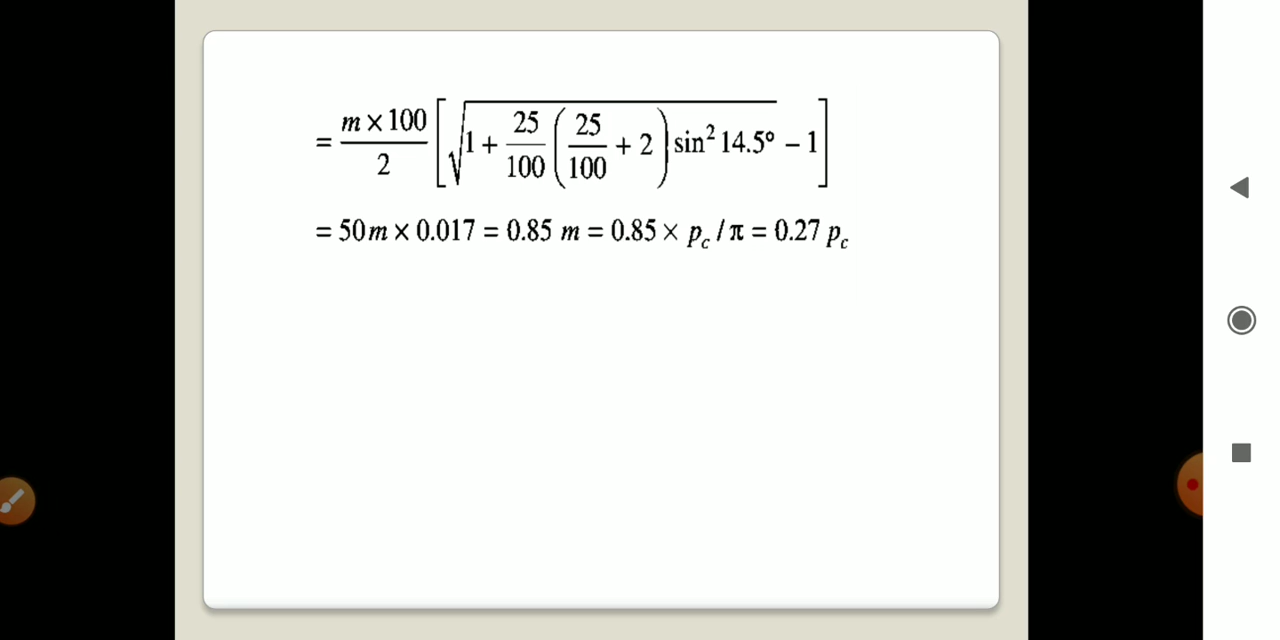 = m × 100 / 2 [ √ 1 + 25/100 ( 25/100 + 2 ) sin² 14.5° – 1 ]
= 50 m × 0.017 = 0.85 m = 0.85 × p_c / π = 0.27 p_c